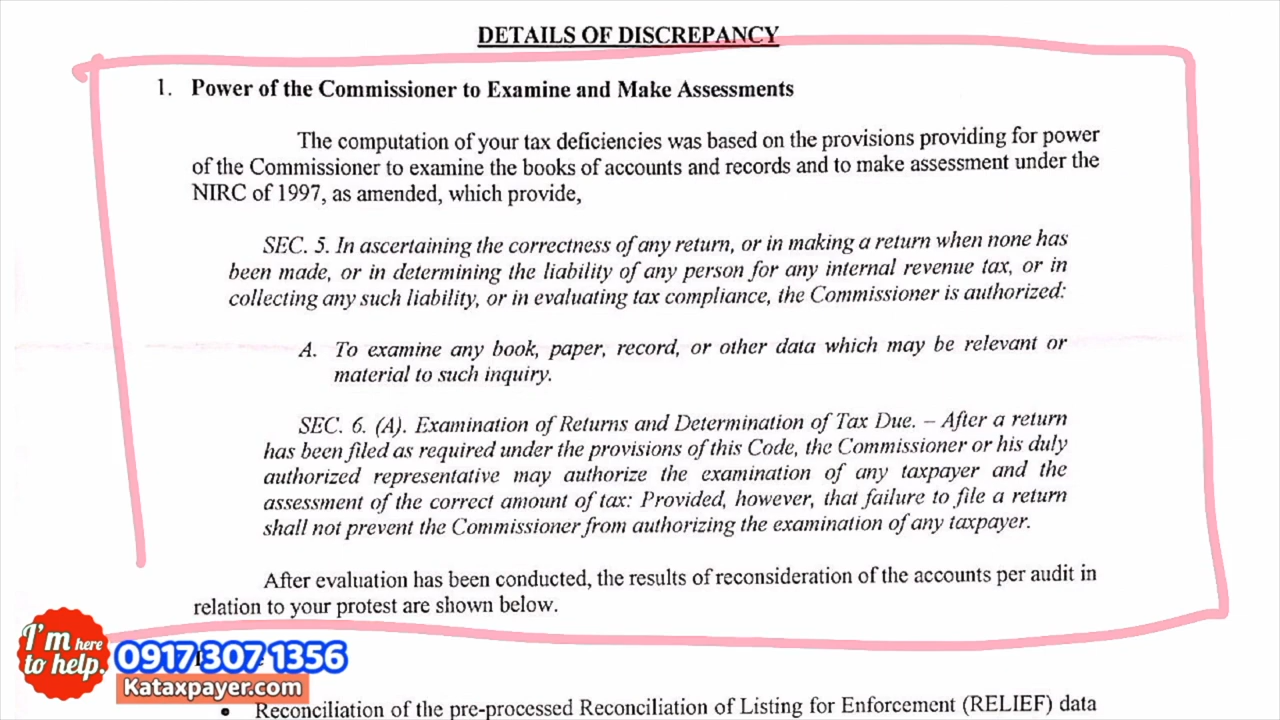 DETAILS OF DISCREPANCY
1. Power of the Commissioner to Examine and Make Assessments
The computation of your tax deficiencies was based on the provisions providing for power
of the Commissioner to examine the books of accounts and records and to make assessment under the
NIRC of 1997, as amended, which provide,
SEC. 5. In ascertaining the correctness of any return, or in making a return when none has
been made, or in determining the liability of any person for any internal revenue tax, or in
collecting any such liability, or in evaluating tax compliance, the Commissioner is authorized:
A. To examine any book, paper, record, or other data which may be relevant or
material to such inquiry.
SEC. 6. (A). Examination of Returns and Determination of Tax Due. – After a return
has been filed as required under the provisions of this Code, the Commissioner or his duly
authorized representative may authorize the examination of any taxpayer and the
assessment of the correct amount of tax: Provided, however, that failure to file a return
shall not prevent the Commissioner from authorizing the examination of any taxpayer.
After evaluation has been conducted, the results of reconsideration of the accounts per audit in
relation to your protest are shown below.
I'm here
to help.
0917 307 1356
Kataxpayer.com
• Reconciliation of the pre-processed Reconciliation of Listing for Enforcement (RELIEF) data